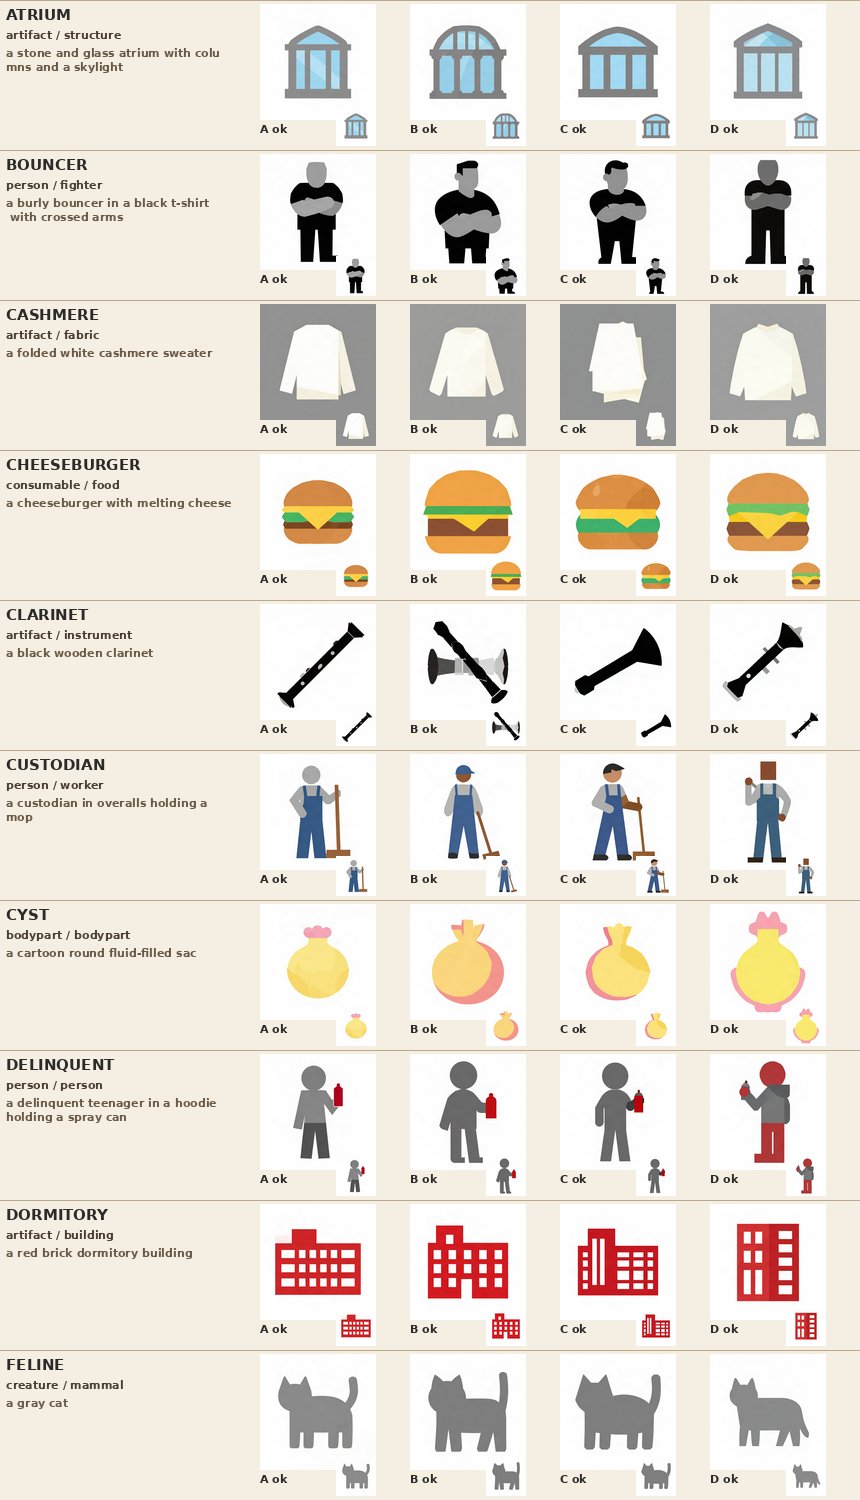 ATRIUM
artifact / structure
a stone and glass atrium with colu
mns and a skylight
A ok
B ok
C ok
D ok
BOUNCER
person / fighter
a burly bouncer in a black t-shirt
with crossed arms
A ok
B ok
C ok
D ok
CASHMERE
artifact / fabric
a folded white cashmere sweater
A ok
B ok
C ok
D ok
CHEESEBURGER
consumable / food
a cheeseburger with melting cheese
A ok
B ok
C ok
D ok
CLARINET
artifact / instrument
a black wooden clarinet
A ok
B ok
C ok
D ok
CUSTODIAN
person / worker
a custodian in overalls holding a
mop
A ok
B ok
C ok
D ok
CYST
bodypart / bodypart
a cartoon round fluid-filled sac
A ok
B ok
C ok
D ok
DELINQUENT
person / person
a delinquent teenager in a hoodie
holding a spray can
A ok
B ok
C ok
D ok
DORMITORY
artifact / building
a red brick dormitory building
A ok
B ok
C ok
D ok
FELINE
creature / mammal
a gray cat
A ok
B ok
C ok
D ok